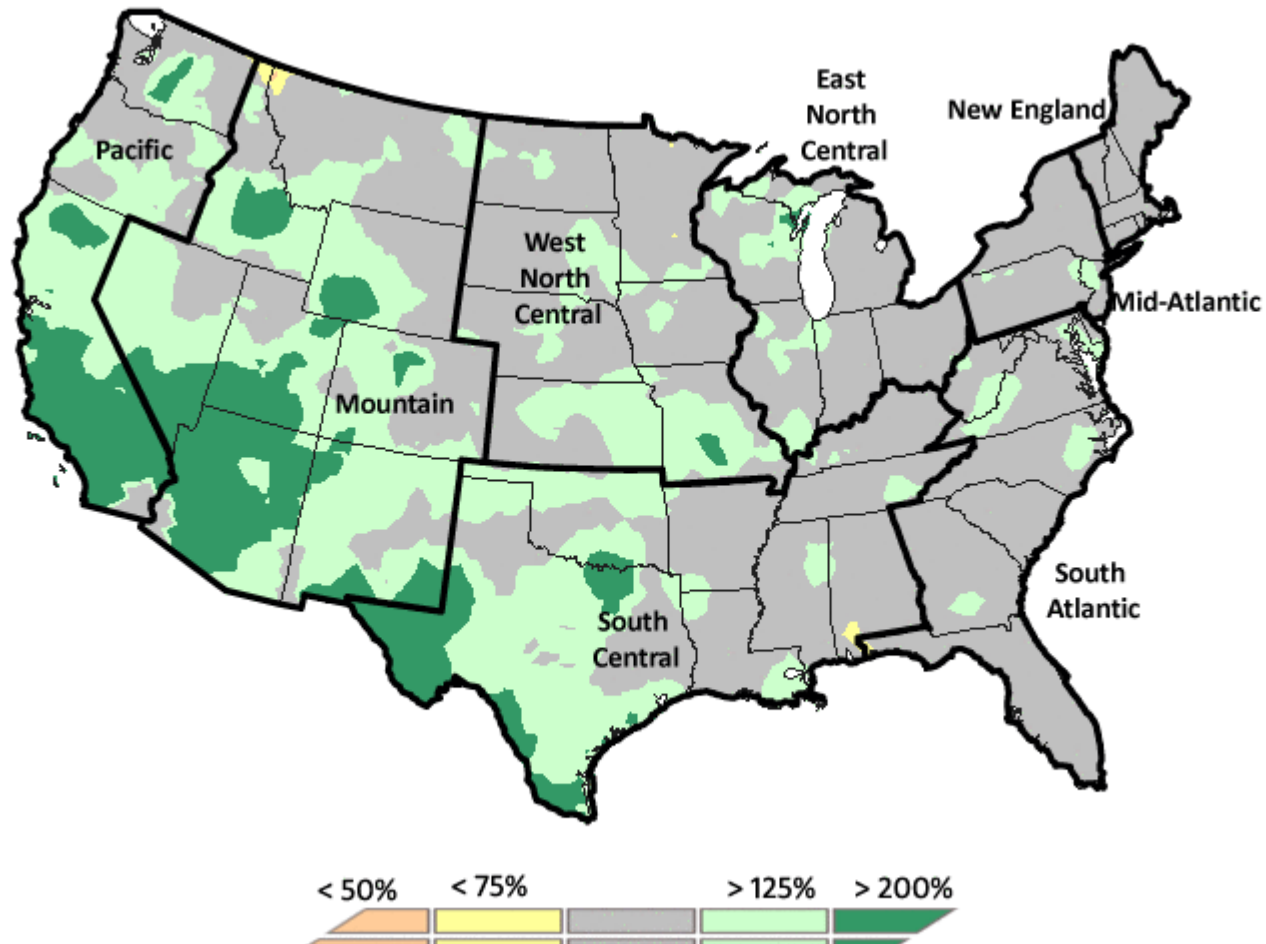 East
North
Central
New England
Pacific
West
North
Central
Mid-Atlantic
Mountain
South
Atlantic
South
Central
< 50%
< 75%
> 125%
> 200%